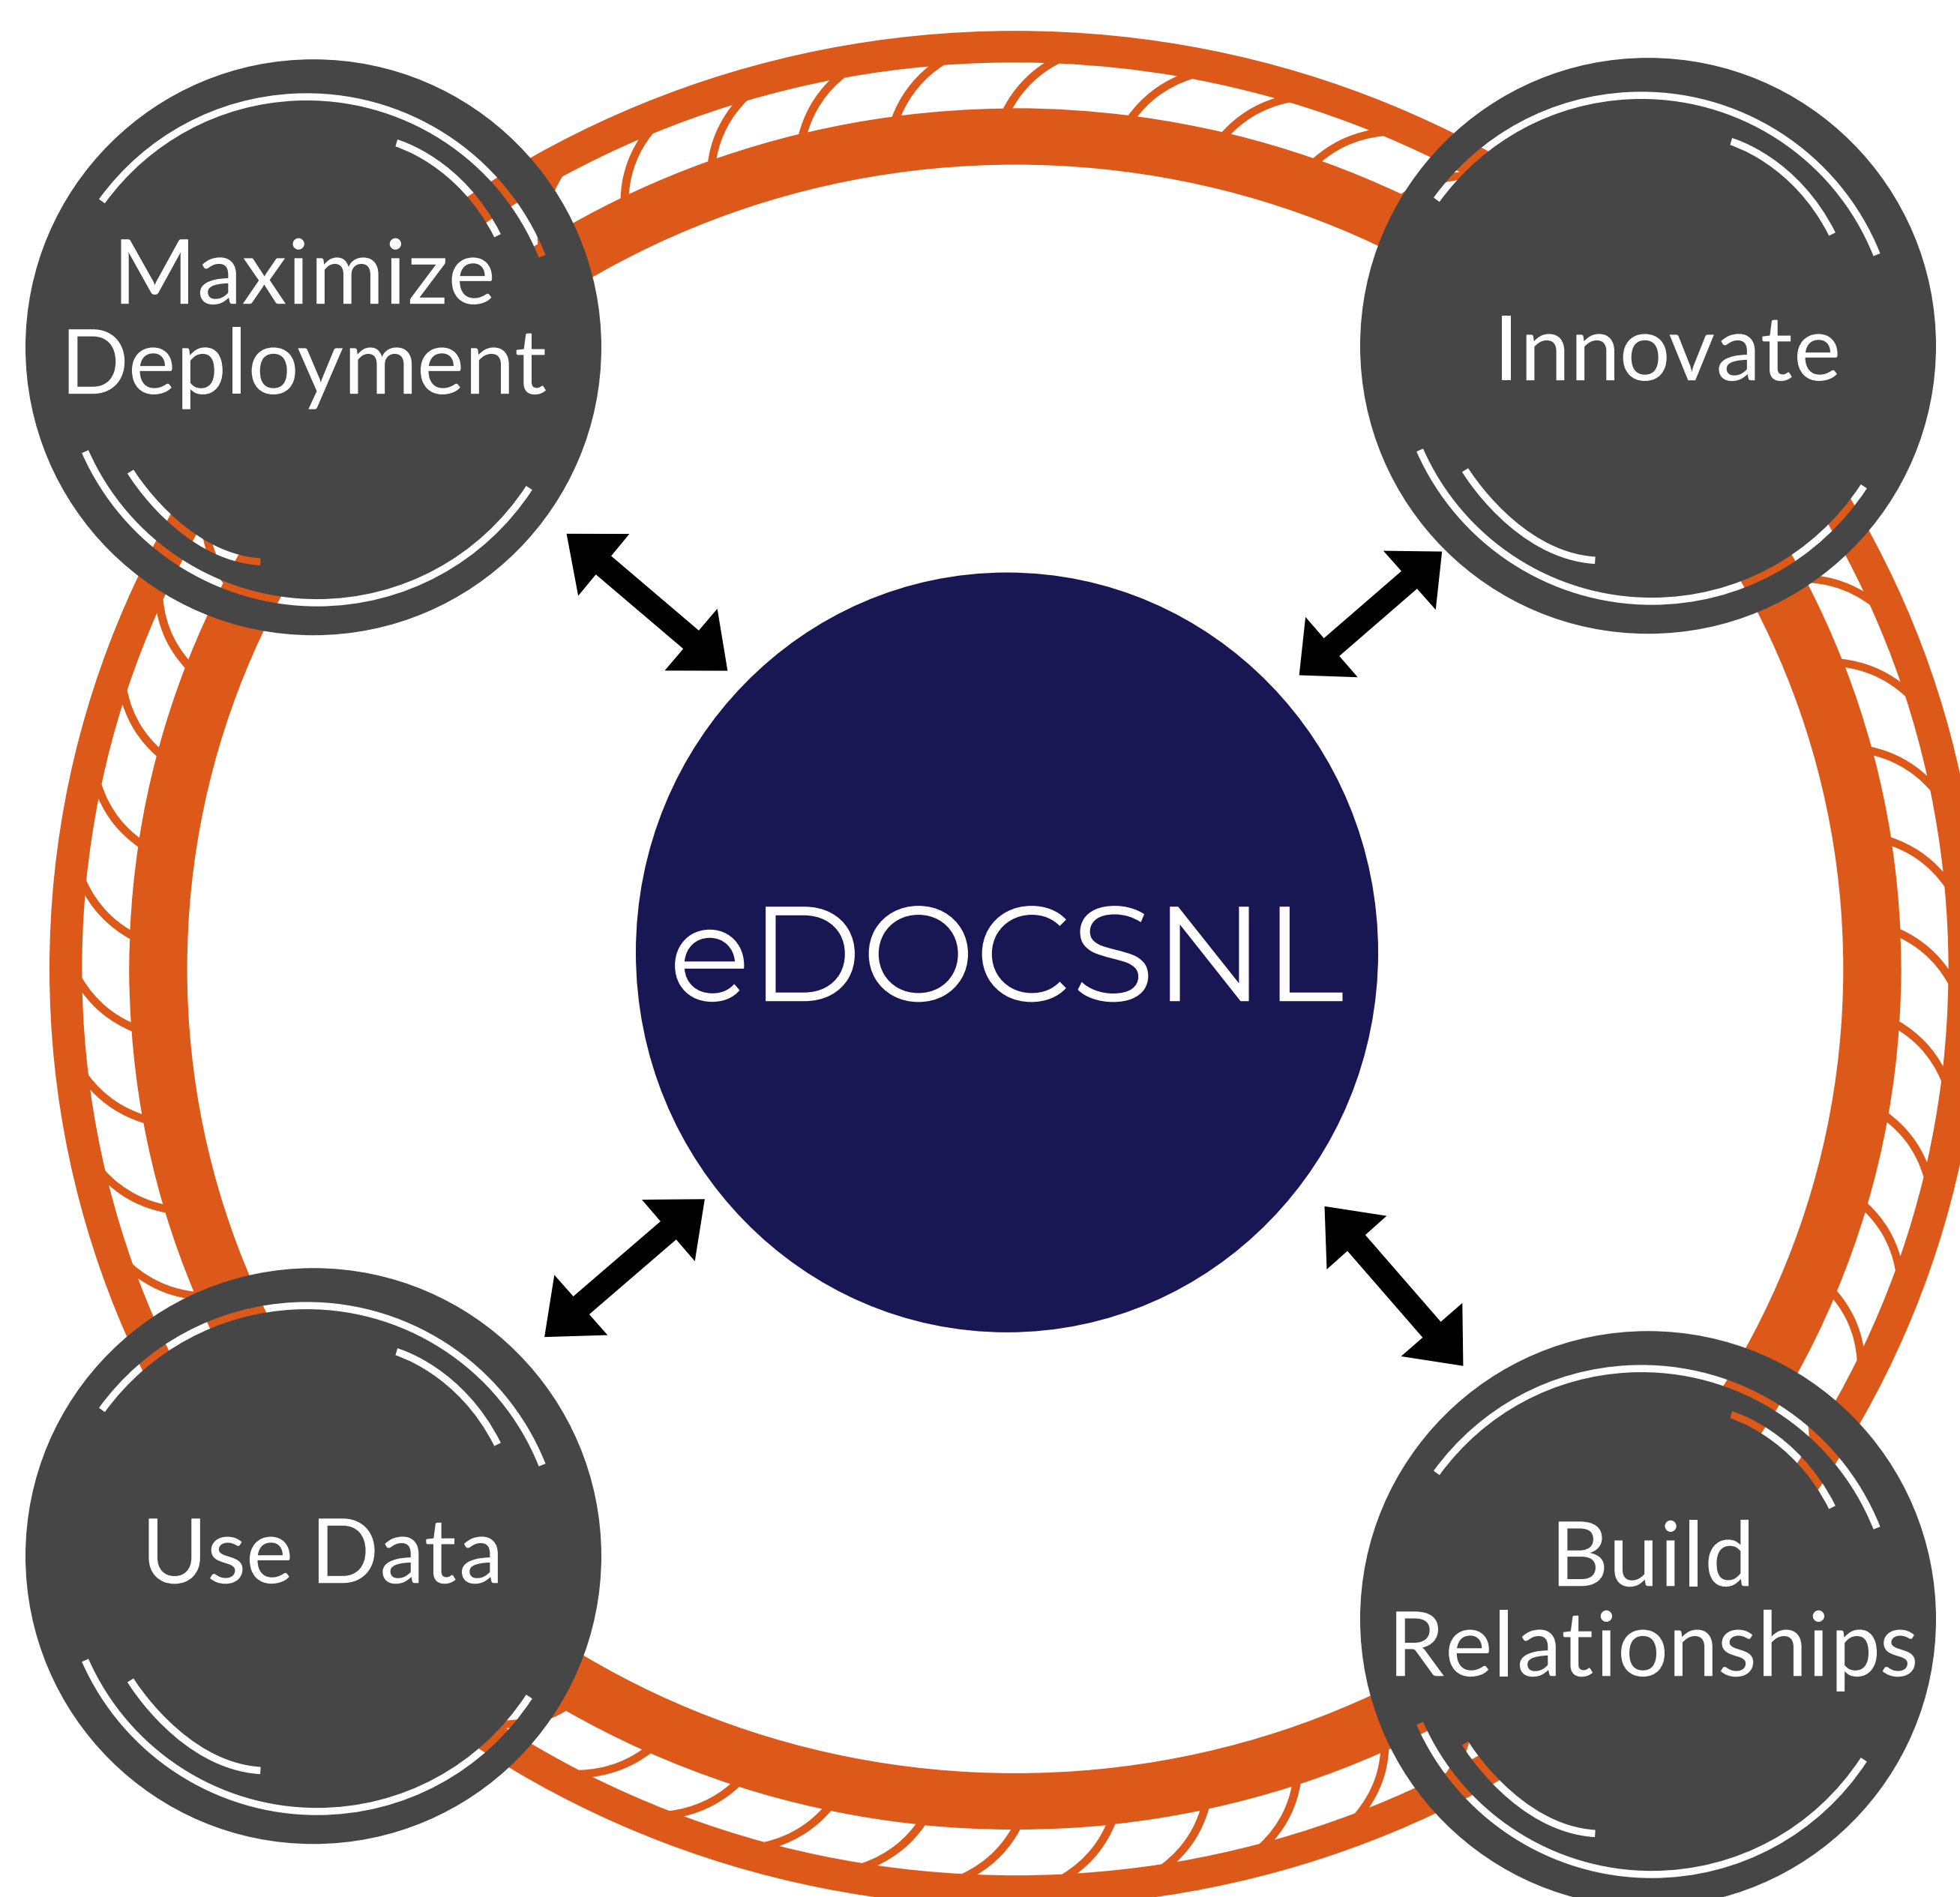 Maximize
Deployment
Innovate
eDOCSNL
Use Data
Build
Relationships